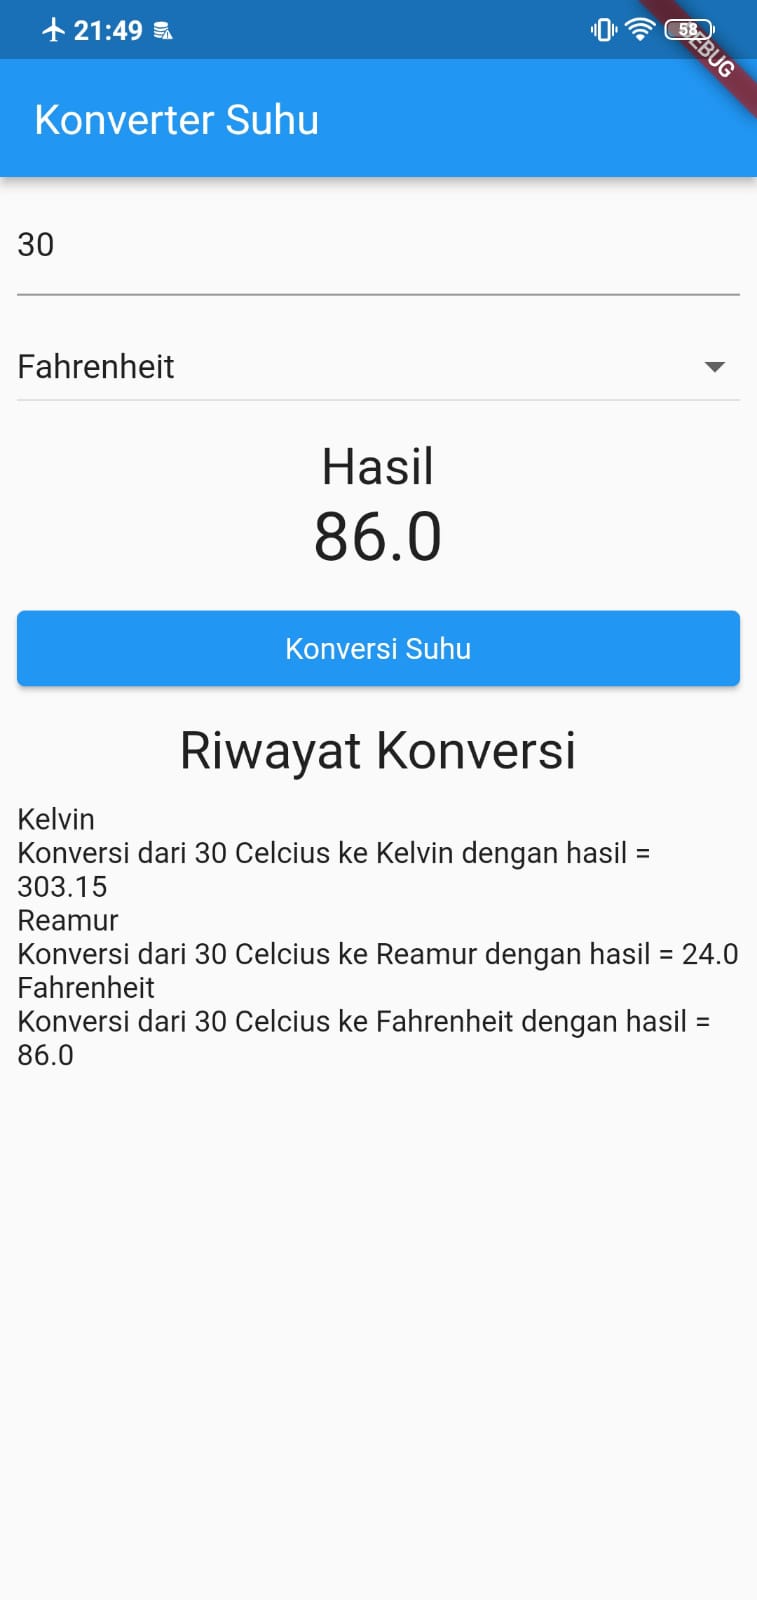 21:49
58
DEBUG
Konverter Suhu
30
Fahrenheit
Hasil
86.0
Konversi Suhu
Riwayat Konversi
Kelvin
Konversi dari 30 Celcius ke Kelvin dengan hasil =
303.15
Reamur
Konversi dari 30 Celcius ke Reamur dengan hasil = 24.0
Fahrenheit
Konversi dari 30 Celcius ke Fahrenheit dengan hasil =
86.0